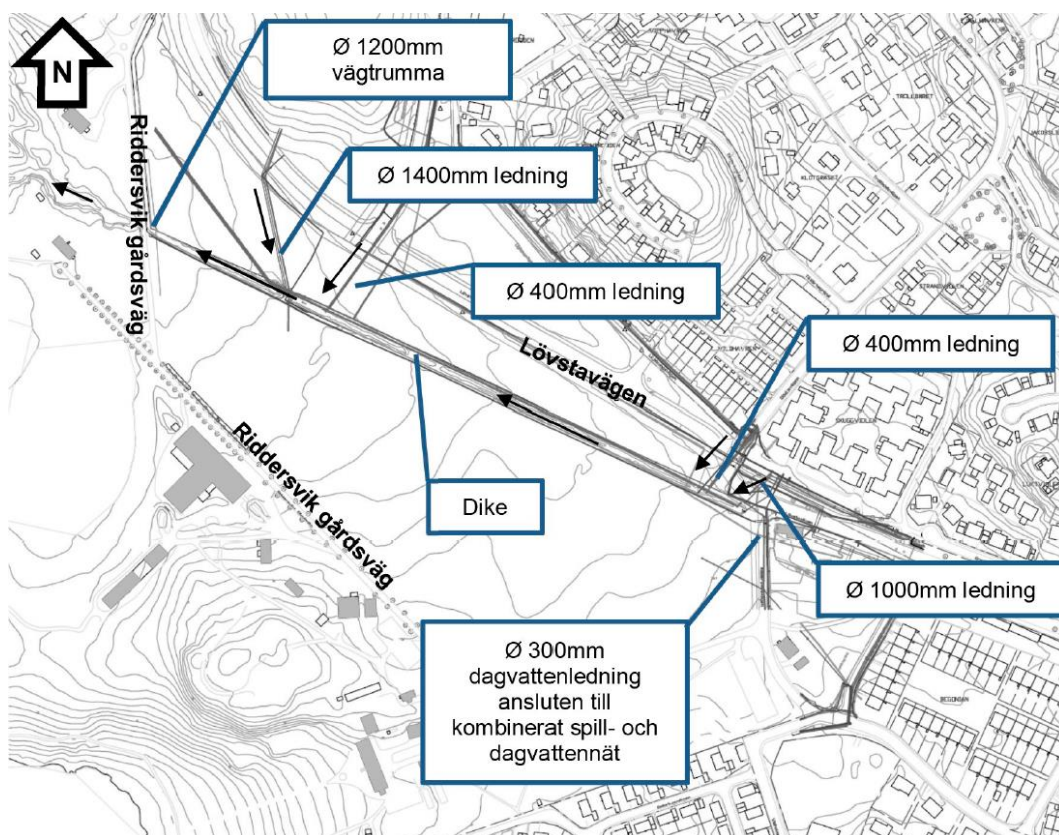 Ø 1200mm
vägtrumma
N
Riddersvik gårdsväg
Ø 1400mm ledning
Ø 400mm ledning
Lövstavägen
Ø 400mm ledning
Riddersvik gårdsväg
Dike
Ø 1000mm ledning
Ø 300mm
dagvattenledning
ansluten till
kombinerat spill- och
dagvattennät
BEGONIAN